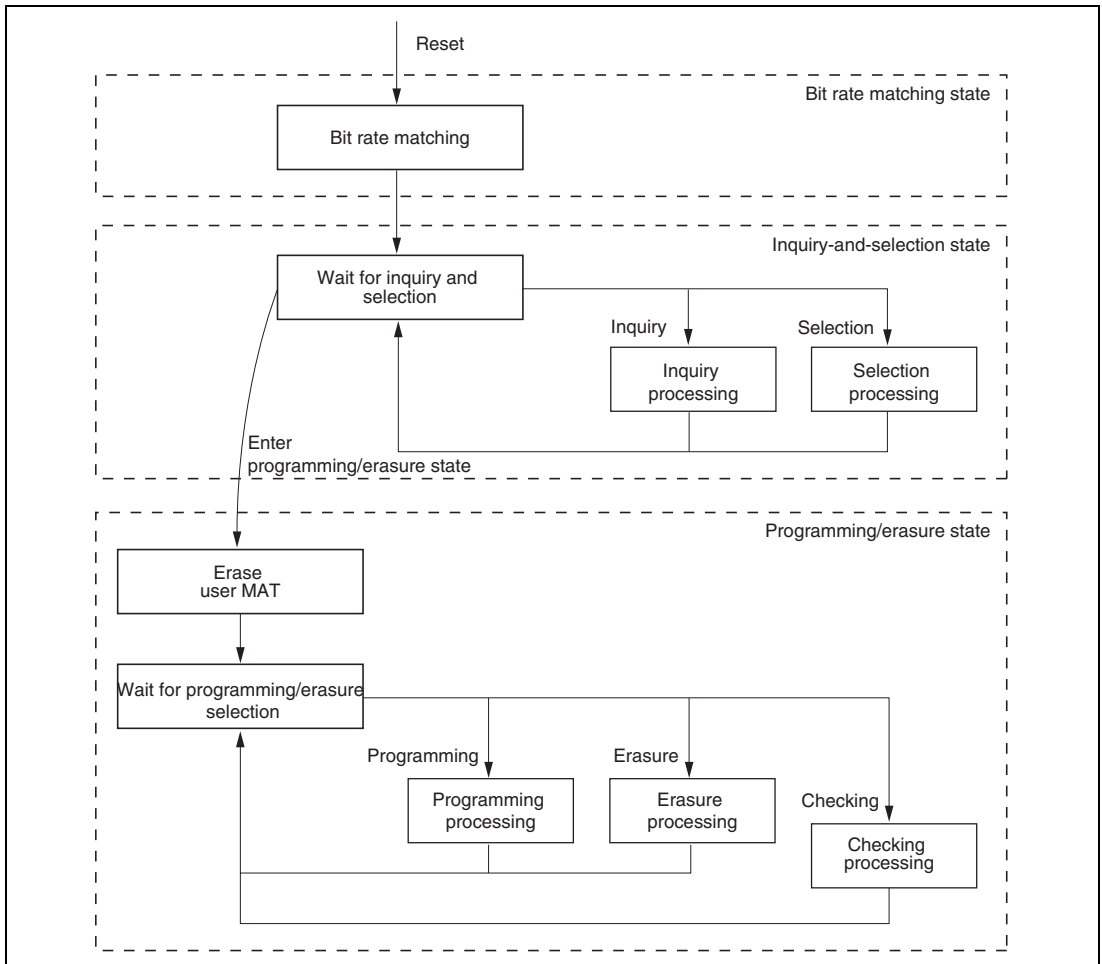 Reset
Bit rate matching state
Bit rate matching
Inquiry-and-selection state
Wait for inquiry and
selection
Inquiry
Selection
Inquiry
processing
Selection
processing
Enter
programming/erasure state
Programming/erasure state
Erase
user MAT
Wait for programming/erasure
selection
Programming
Erasure
Checking
Programming
processing
Erasure
processing
Checking
processing